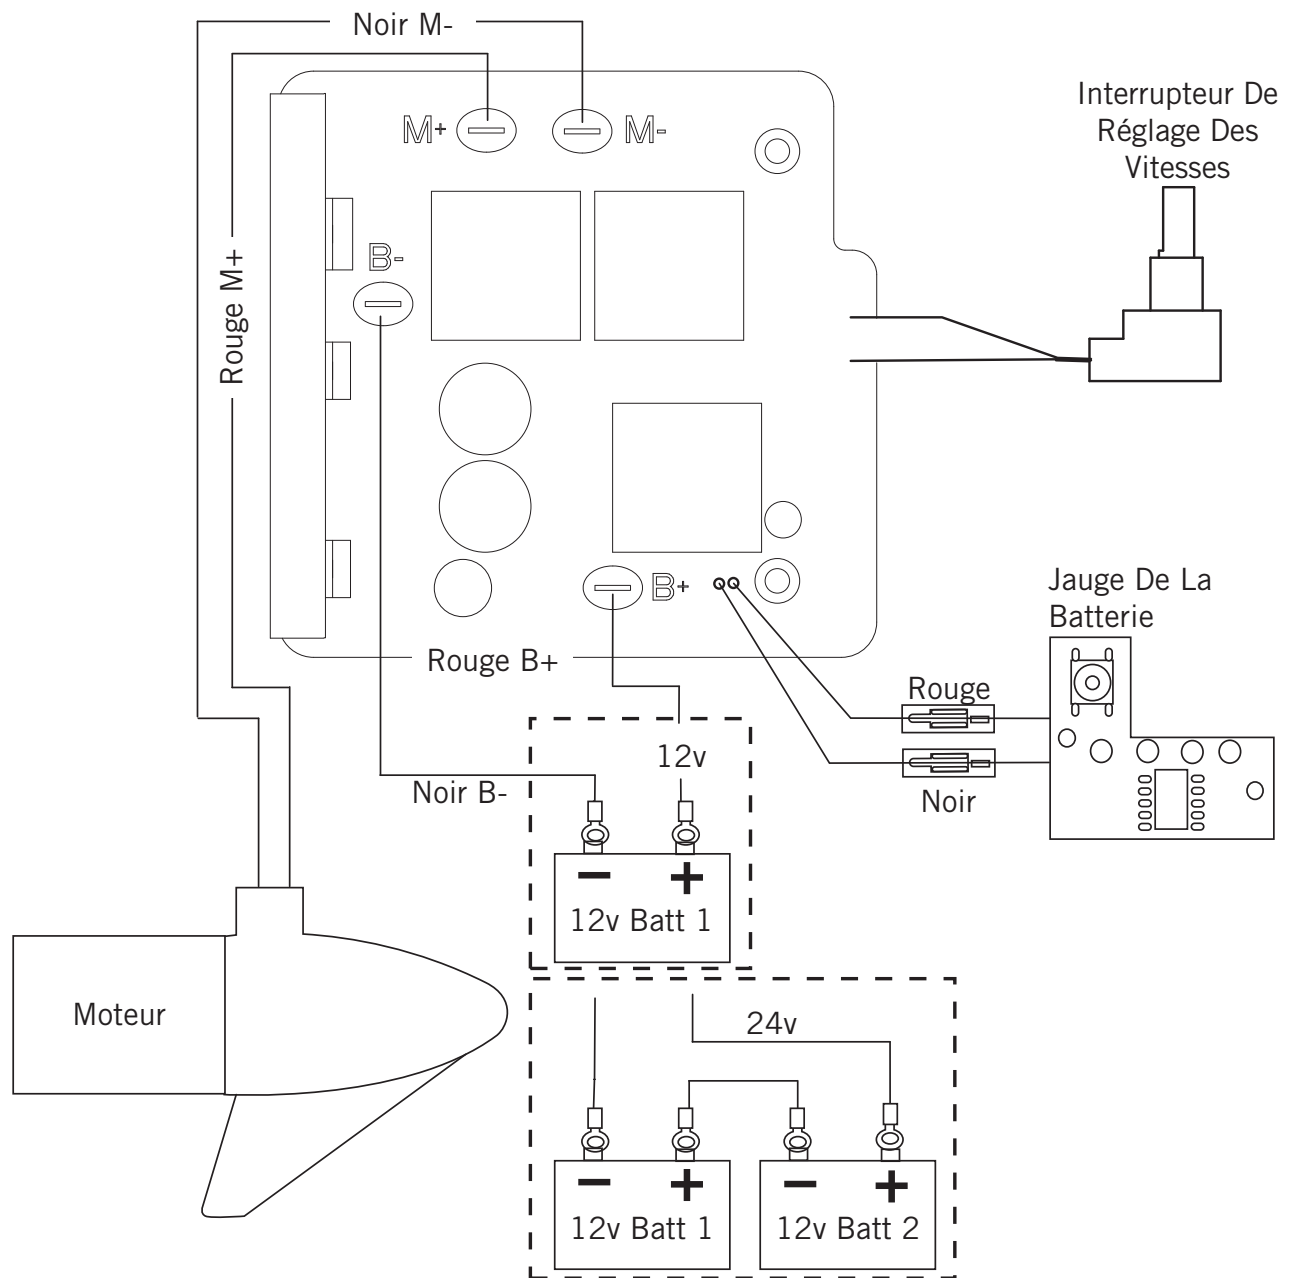 Noir M-
Interrupteur De
Réglage Des
Vitesses
M+
M-
Rouge M+
B-
B+
Jauge De La
Batterie
Rouge B+
Rouge
12v
Noir B-
Noir
− +
12v Batt 1
Moteur
24v
− + − +
12v Batt 1
12v Batt 2